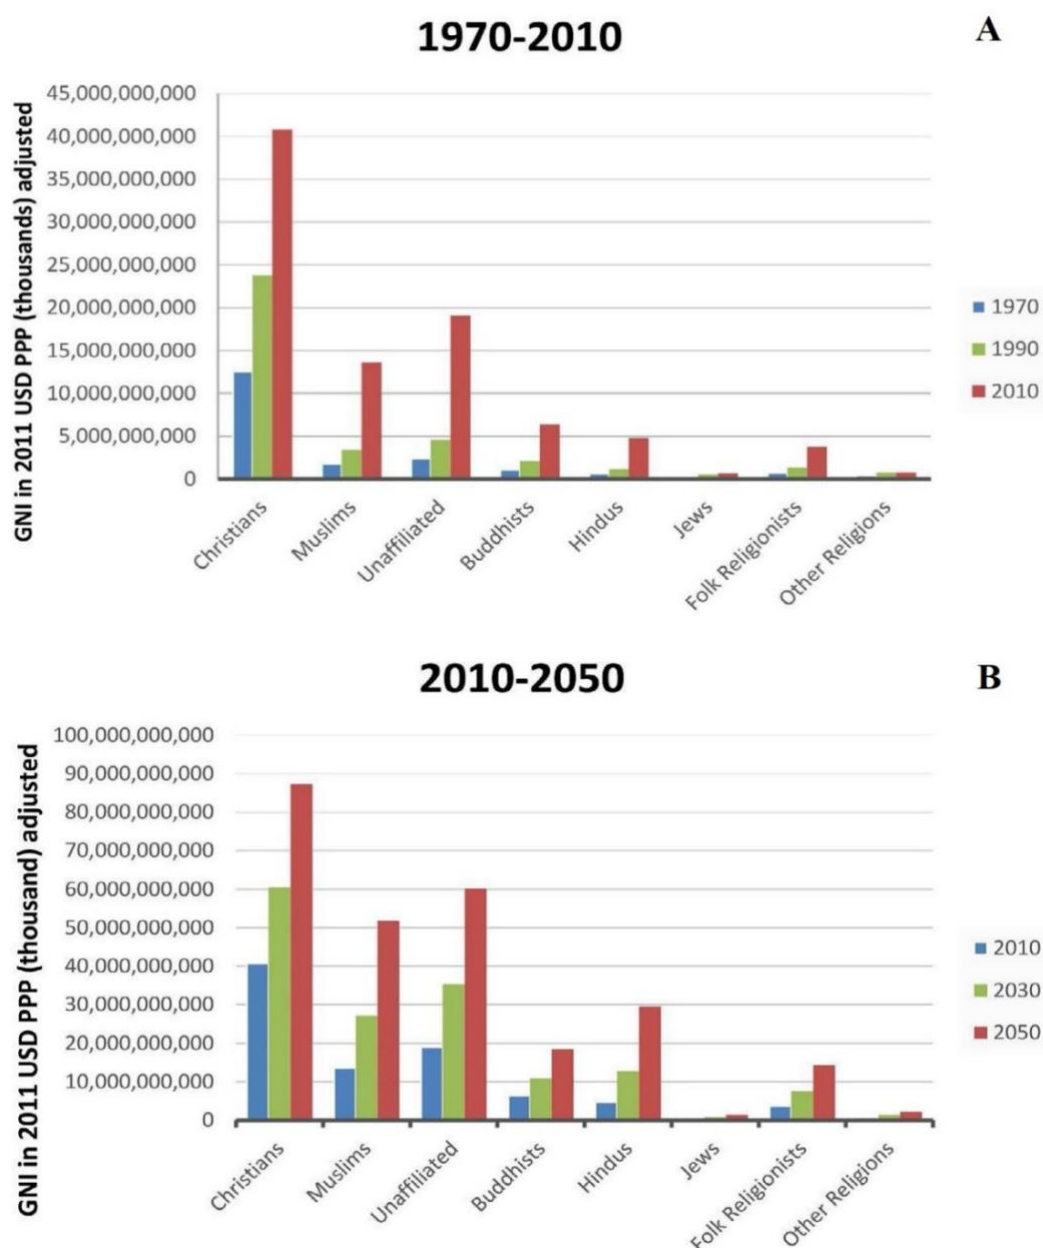 1970-2010
A
GNI in 2011 USD PPP (thousands) adjusted
45,000,000,000
40,000,000,000
35,000,000,000
30,000,000,000
25,000,000,000
20,000,000,000
15,000,000,000
10,000,000,000
5,000,000,000
0
Christians
Muslims
Unaffiliated
Buddhists
Hindus
Jews
Folk Religionists
Other Religions
1970
1990
2010
2010-2050
B
GNI in 2011 USD PPP (thousand) adjusted
100,000,000,000
90,000,000,000
80,000,000,000
70,000,000,000
60,000,000,000
50,000,000,000
40,000,000,000
30,000,000,000
20,000,000,000
10,000,000,000
0
Christians
Muslims
Unaffiliated
Buddhists
Hindus
Jews
Folk Religionists
Other Religions
2010
2030
2050